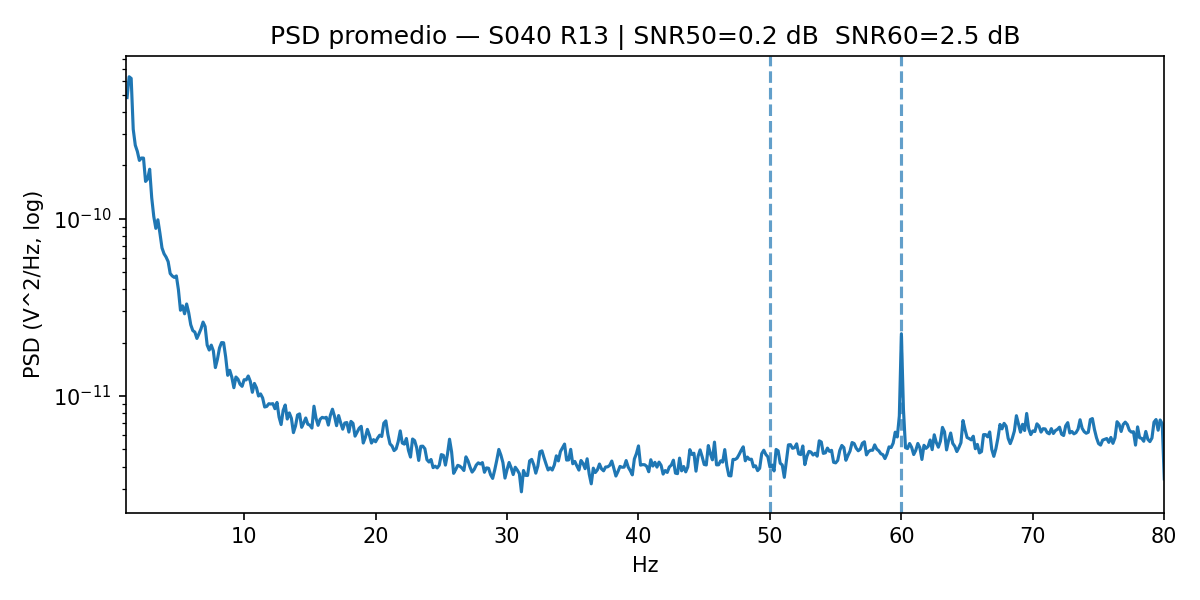 PSD promedio — S040 R13 | SNR50=0.2 dB  SNR60=2.5 dB
PSD (V^2/Hz, log)
10⁻¹⁰
10⁻¹¹
10 20 30 40 50 60 70 80
Hz